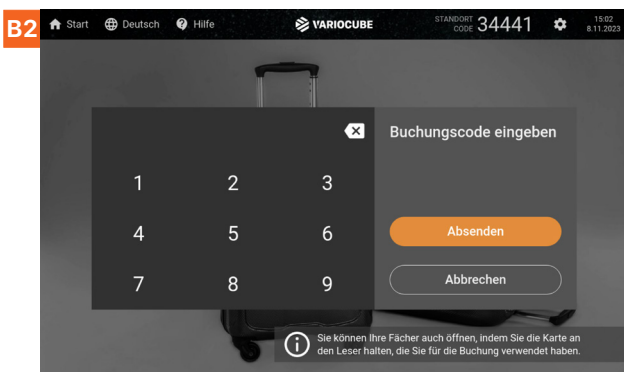 B2
Start Deutsch Hilfe VARIOCUBE STANDORT CODE 34441 15:02 8.11.2023
Buchungscode eingeben
1 2 3
4 5 6
7 8 9
Absenden
Abbrechen
Sie können Ihre Fächer auch öffnen, indem Sie die Karte an
den Leser halten, die Sie für die Buchung verwendet haben.